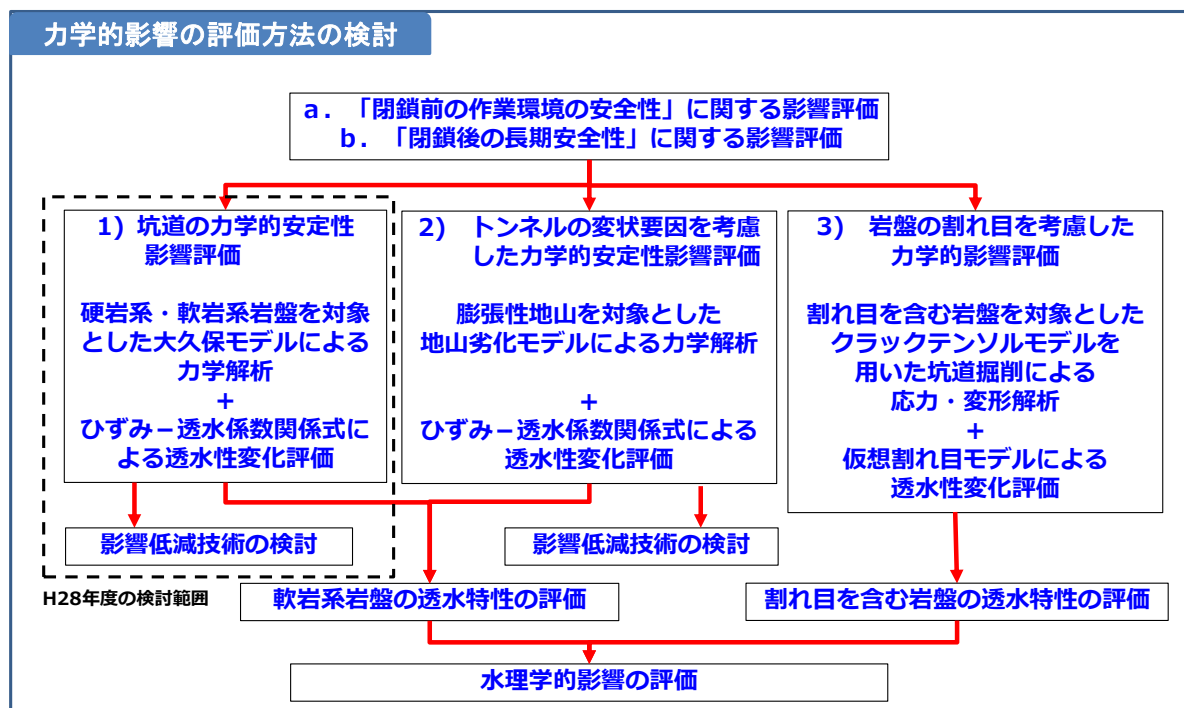 力学的影響の評価方法の検討
a．「閉鎖前の作業環境の安全性」に関する影響評価
b．「閉鎖後の長期安全性」に関する影響評価
1) 坑道の力学的安定性
影響評価
硬岩系・軟岩系岩盤を対象
とした大久保モデルによる
力学解析
+
ひずみ－透水係数関係式に
よる透水性変化評価
2) トンネルの変状要因を考慮
した力学的安定性影響評価
膨張性地山を対象とした
地山劣化モデルによる力学解析
+
ひずみ－透水係数関係式による
透水性変化評価
3) 岩盤の割れ目を考慮した
力学的影響評価
割れ目を含む岩盤を対象とした
クラックテンソルモデルを
用いた坑道掘削による
応力・変形解析
+
仮想割れ目モデルによる
透水性変化評価
影響低減技術の検討
影響低減技術の検討
H28年度の検討範囲
軟岩系岩盤の透水特性の評価
割れ目を含む岩盤の透水特性の評価
水理学的影響の評価